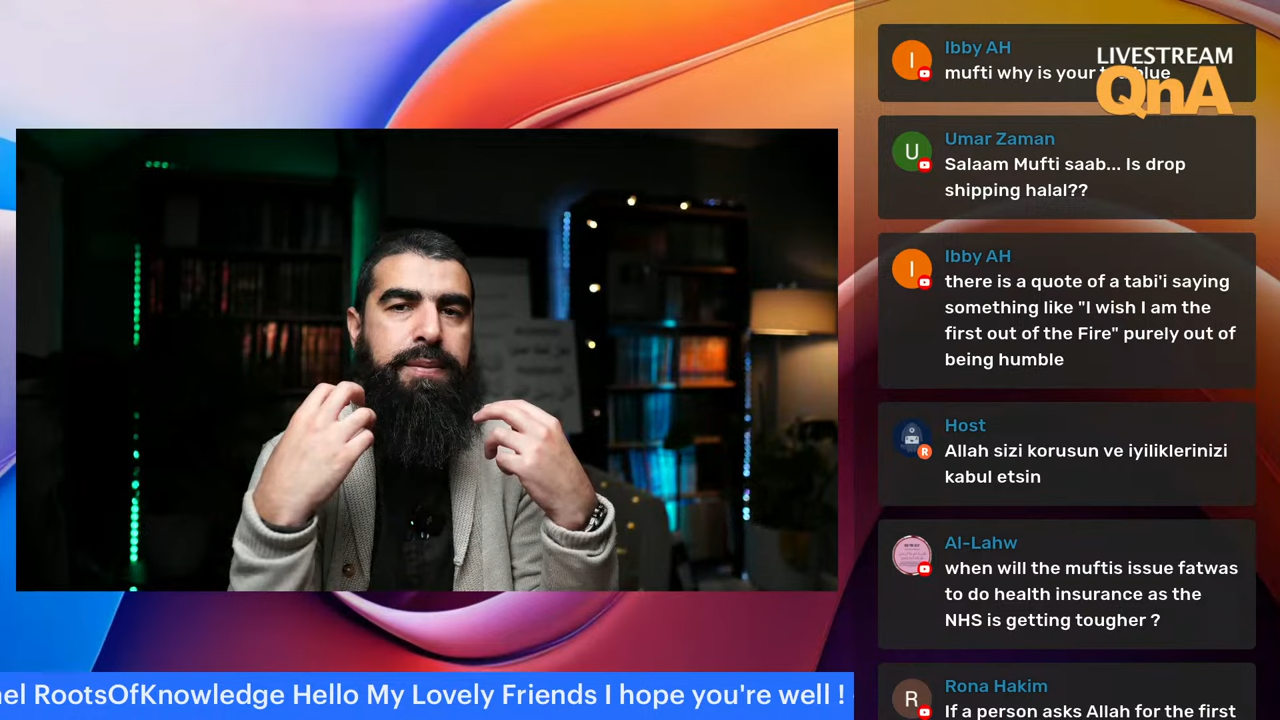 Ibby AH
mufti why is your blue
LIVESTREAM
QnA
Umar Zaman
Salaam Mufti saab... Is drop
shipping halal??
Ibby AH
there is a quote of a tabi'i saying
something like "I wish I am the
first out of the Fire" purely out of
being humble
Host
Allah sizi korusun ve iyiliklerinizi
kabul etsin
Al-Lahw
when will the muftis issue fatwas
to do health insurance as the
NHS is getting tougher ?
Rona Hakim
If a person asks Allah for the first
nel RootsOfKnowledge Hello My Lovely Friends I hope you're well !